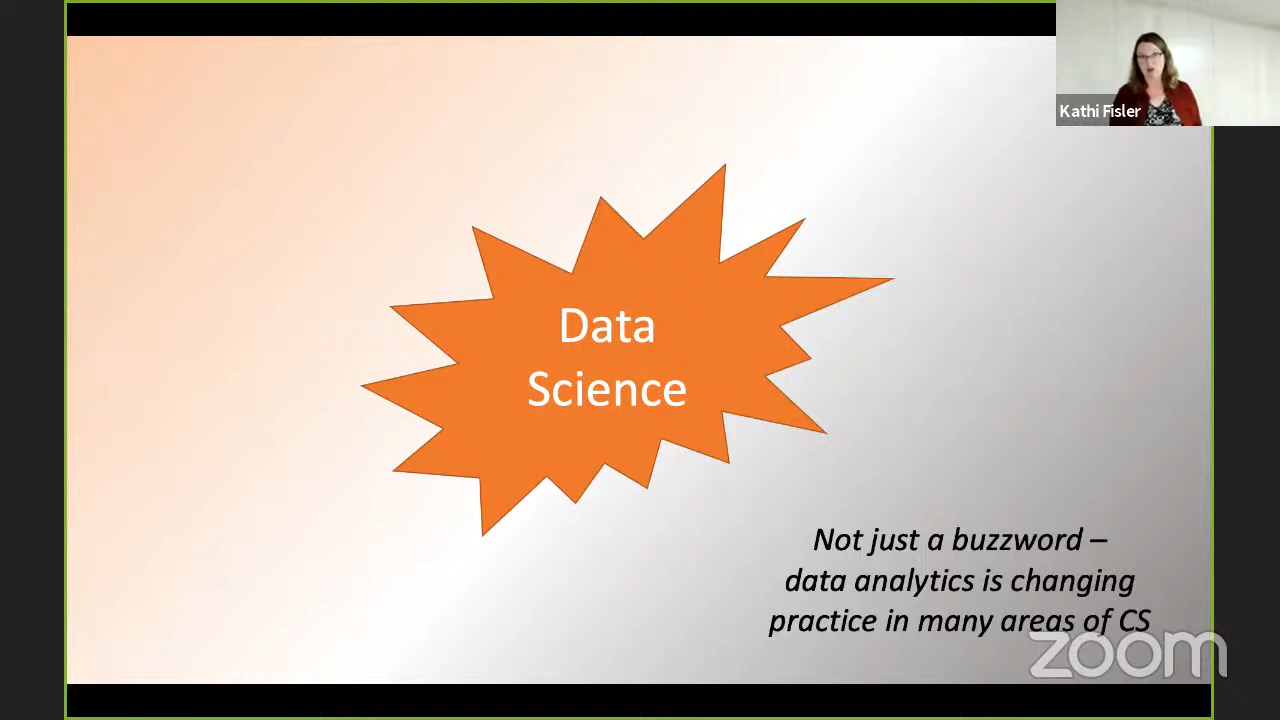 Kathi Fisler
Data
Science
Not just a buzzword –
data analytics is changing
practice in many areas of CS
zoom